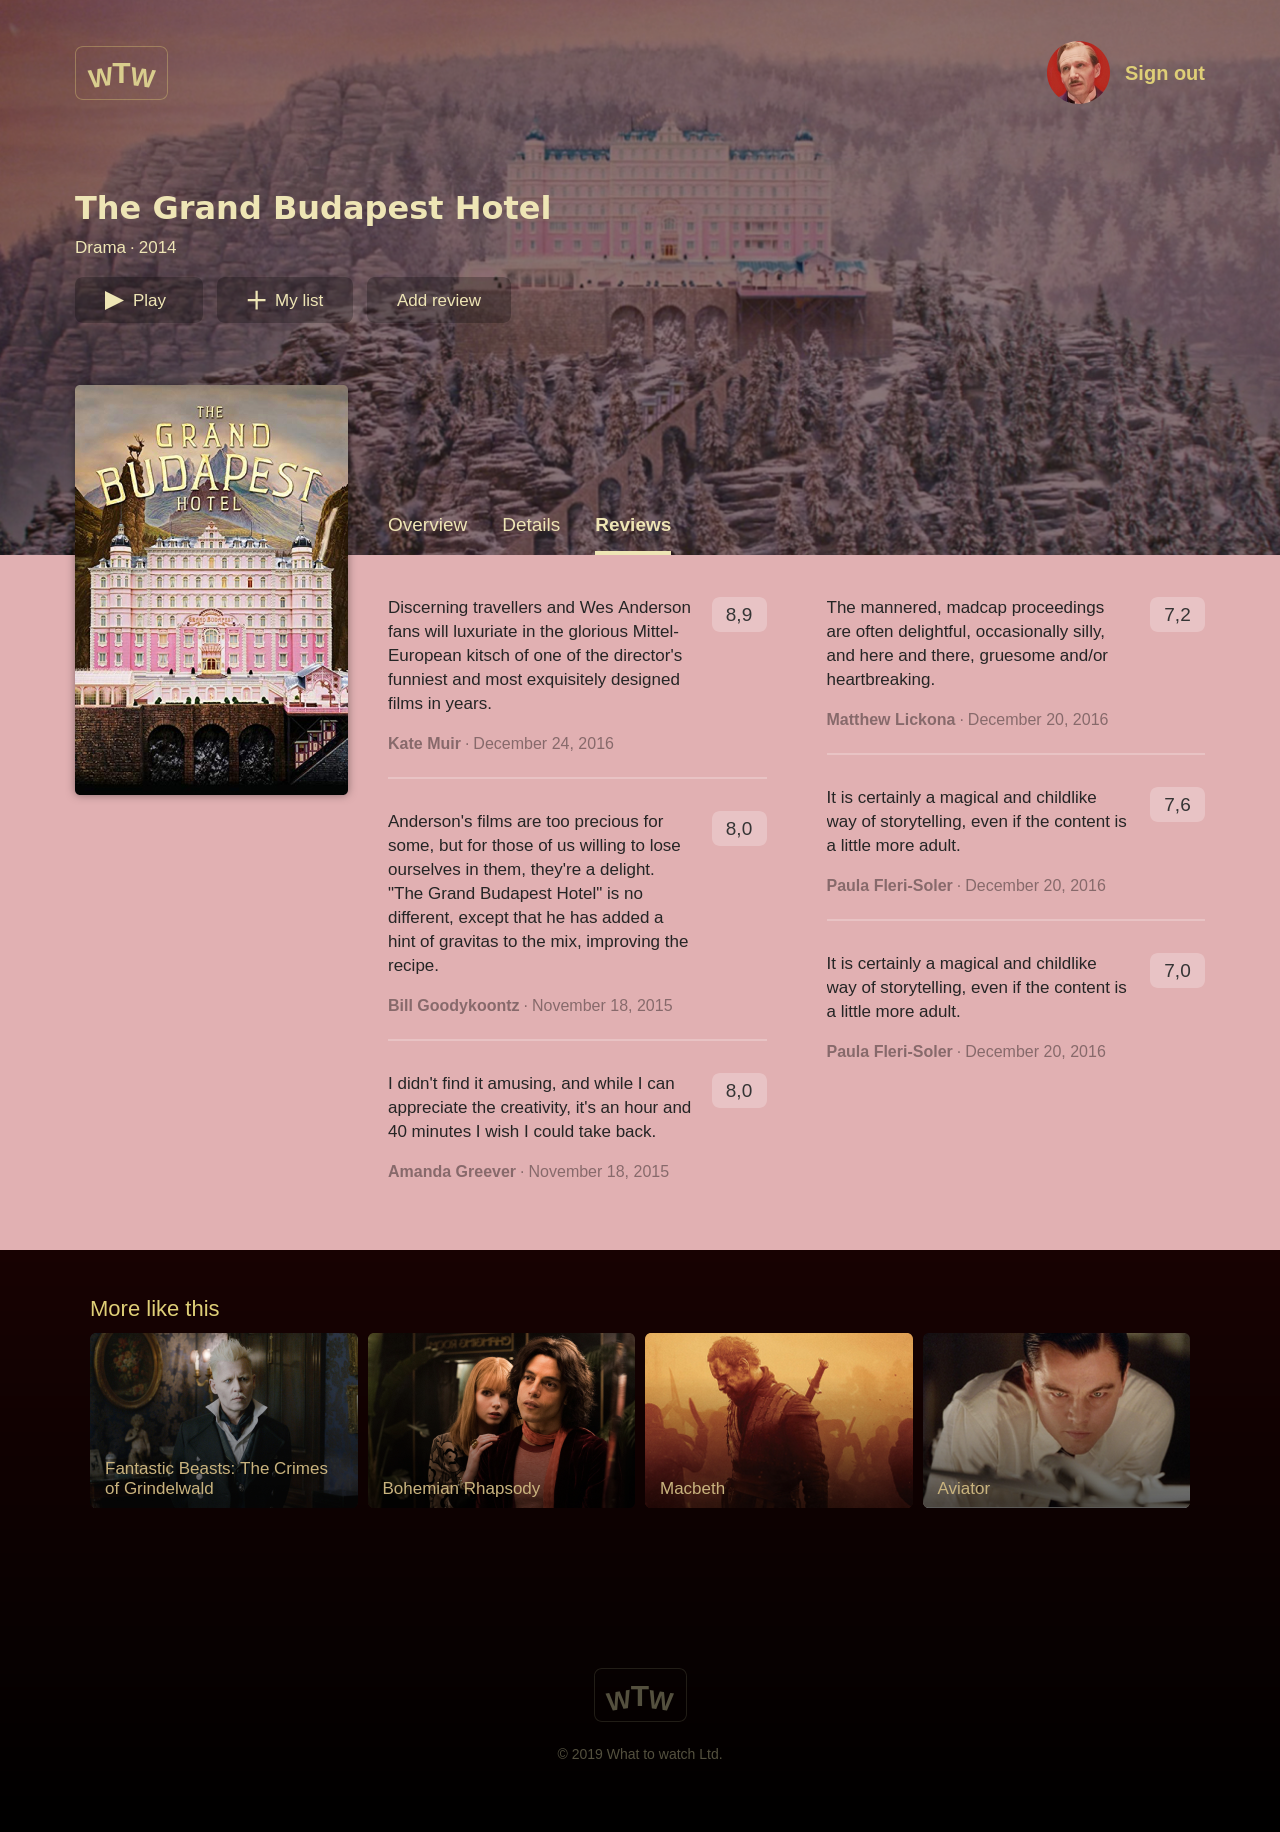 WTW
Sign out
The Grand Budapest Hotel
Drama · 2014
Play
My list
Add review
THE
GRAND
BUDAPEST
HOTEL
Overview
Details
Reviews
Discerning travellers and Wes Anderson
fans will luxuriate in the glorious Mittel-
European kitsch of one of the director's
funniest and most exquisitely designed
films in years.
8,9
Kate Muir · December 24, 2016
Anderson's films are too precious for
some, but for those of us willing to lose
ourselves in them, they're a delight.
"The Grand Budapest Hotel" is no
different, except that he has added a
hint of gravitas to the mix, improving the
recipe.
8,0
Bill Goodykoontz · November 18, 2015
I didn't find it amusing, and while I can
appreciate the creativity, it's an hour and
40 minutes I wish I could take back.
8,0
Amanda Greever · November 18, 2015
The mannered, madcap proceedings
are often delightful, occasionally silly,
and here and there, gruesome and/or
heartbreaking.
7,2
Matthew Lickona · December 20, 2016
It is certainly a magical and childlike
way of storytelling, even if the content is
a little more adult.
7,6
Paula Fleri-Soler · December 20, 2016
It is certainly a magical and childlike
way of storytelling, even if the content is
a little more adult.
7,0
Paula Fleri-Soler · December 20, 2016
More like this
Fantastic Beasts: The Crimes
of Grindelwald
Bohemian Rhapsody
Macbeth
Aviator
WTW
© 2019 What to watch Ltd.